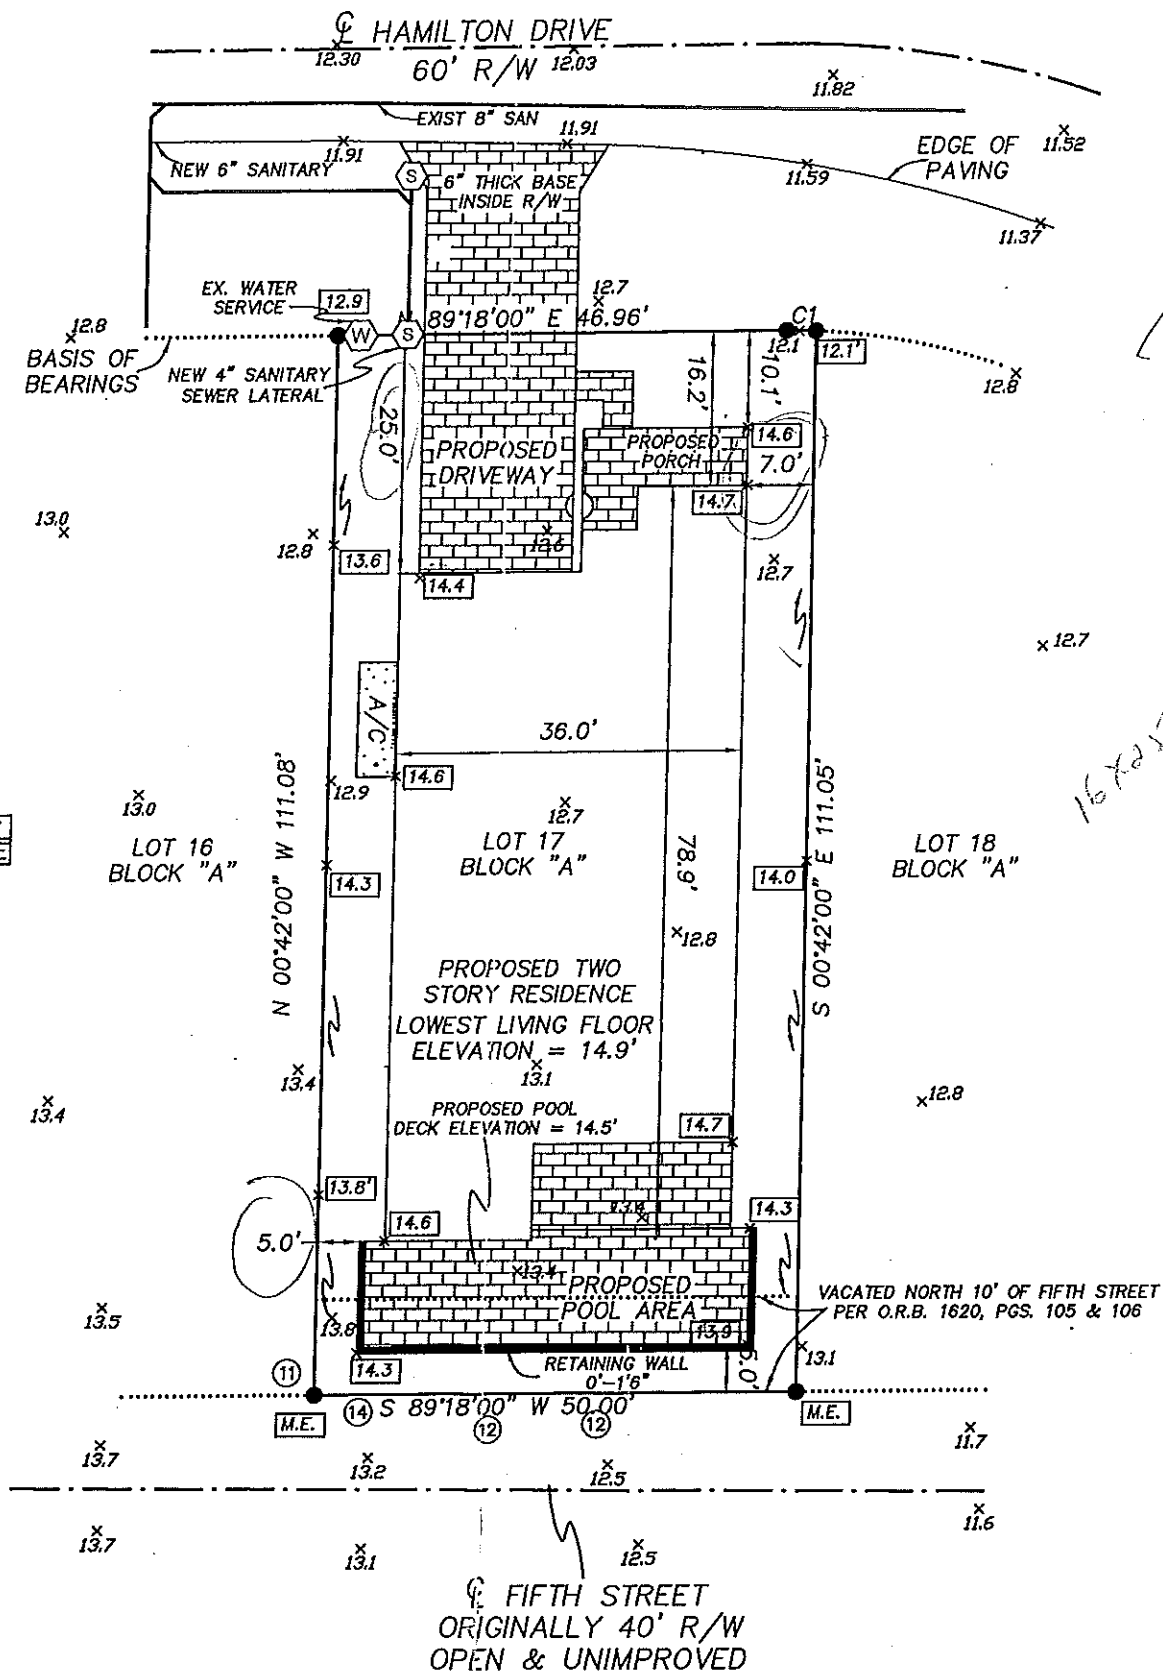 ℄ HAMILTON DRIVE
12.30
60' R/W
12.03
11.82
EXIST 8" SAN
11.91
11.91
NEW 6" SANITARY
S
6" THICK BASE
INSIDE R/W
11.59
EDGE OF
PAVING
11.52
11.37
EX. WATER
SERVICE
12.9
12.7
12.8
W
S
89°18'00" E 46.96'
C1
12.1
12.1'
BASIS OF
BEARINGS
NEW 4" SANITARY
SEWER LATERAL
12.8
25.0'
16.2'
10.1'
PROPOSED
DRIVEWAY
PROPOSED
PORCH
14.6
7.0'
14.7
13.0
12.8
12.6
13.6
14.4
12.7
12.7
A/C
36.0'
14.6
N 00°42'00" W 111.08'
12.9
13.0
12.7
LOT 16
BLOCK "A"
LOT 17
BLOCK "A"
78.9'
S 00°42'00" E 111.05'
LOT 18
BLOCK "A"
14.3
14.0
12.8
PROPOSED TWO
STORY RESIDENCE
LOWEST LIVING FLOOR
ELEVATION = 14.9'
13.4
13.1
13.4
12.8
PROPOSED POOL
DECK ELEVATION = 14.5'
14.7
13.8'
13.4
14.6
14.3
5.0'
13.4
PROPOSED
POOL AREA
VACATED NORTH 10' OF FIFTH STREET
PER O.R.B. 1620, PGS. 105 & 106
13.5
13.8
13.9
13.1
14.3
RETAINING WALL
0'-1'6"
5.0'
11
M.E.
14
S 89°18'00" W 50.00'
12
12
M.E.
13.7
13.2
12.5
11.7
11.6
13.7
13.1
12.5
℄ FIFTH STREET
ORIGINALLY 40' R/W
OPEN & UNIMPROVED